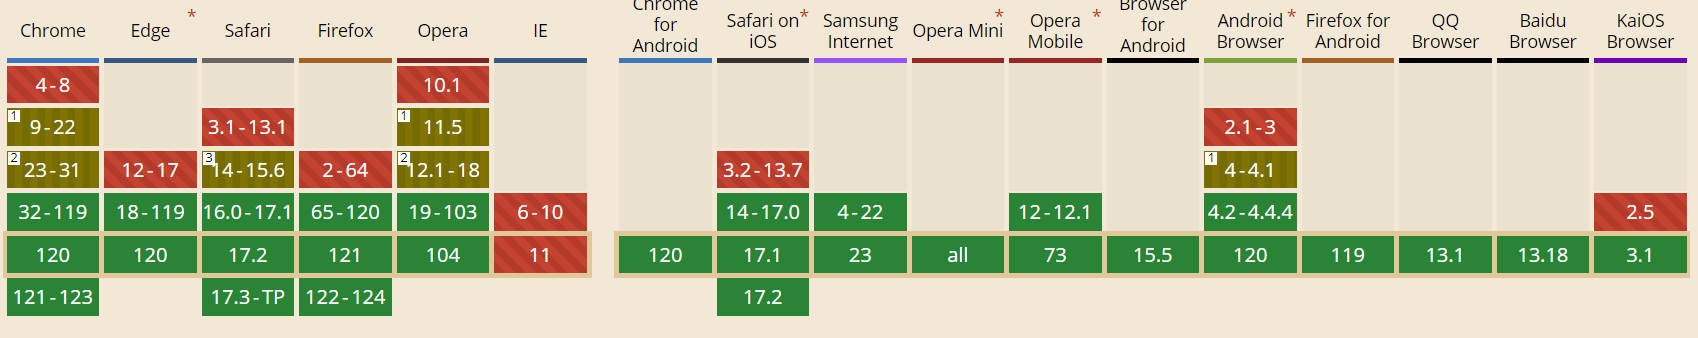 Chrome
Edge *
Safari
Firefox
Opera
IE
Chrome for Android
Safari on iOS *
Samsung Internet
Opera Mini *
Opera Mobile *
Browser for Android
Android Browser *
Firefox for Android
QQ Browser
Baidu Browser
KaiOS Browser
4-8 10.1
1 9-22 3.1-13.1 1 11.5 2.1-3
2 23-31 12-17 3 14-15.6 2-64 2 12.1-18 3.2-13.7 1 4-4.1
32-119 18-119 16.0-17.1 65-120 19-103 6-10 14-17.0 4-22 12-12.1 4.2-4.4.4 2.5
120 120 17.2 121 104 11 120 17.1 23 all 73 15.5 120 119 13.1 13.18 3.1
121-123 17.3-TP 122-124 17.2